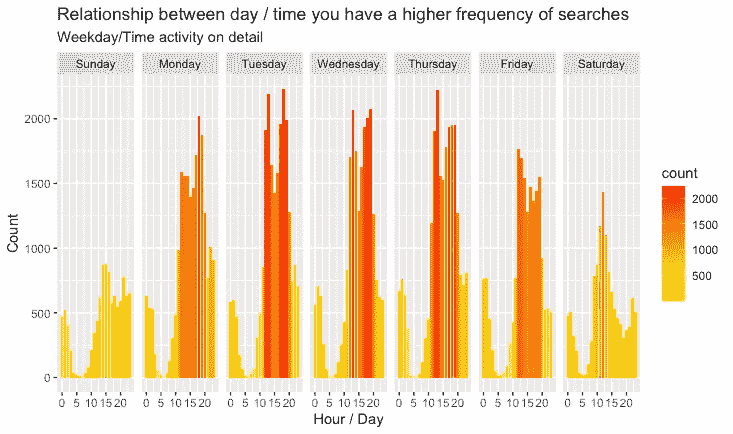 Relationship between day / time you have a higher frequency of searches
Weekday/Time activity on detail
Sunday Monday Tuesday Wednesday Thursday Friday Saturday
2000
1500
1000
500
0
Count
0 5 10 15 20 0 5 10 15 20 0 5 10 15 20 0 5 10 15 20 0 5 10 15 20 0 5 10 15 20 0 5 10 15 20
Hour / Day
count
2000
1500
1000
500